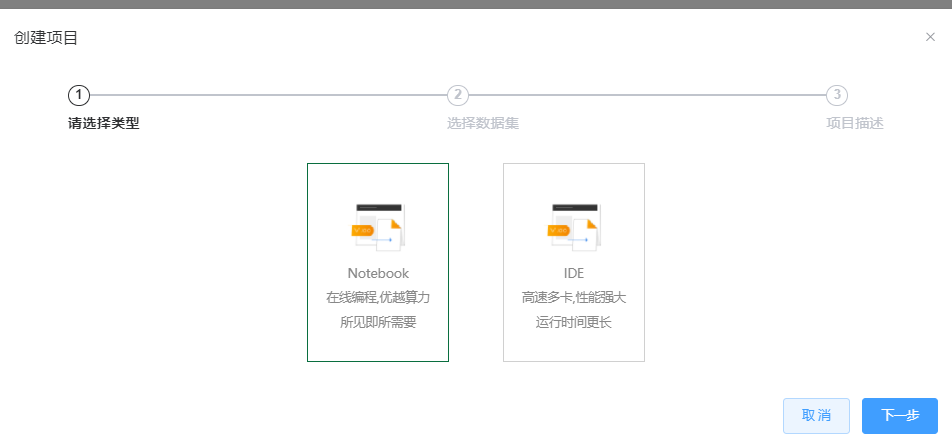 创建项目
1
2
3
请选择类型
选择数据集
项目描述
Notebook
在线编程,优越算力
所见即所需要
IDE
高速多卡,性能强大
运行时间更长
取消
下一步